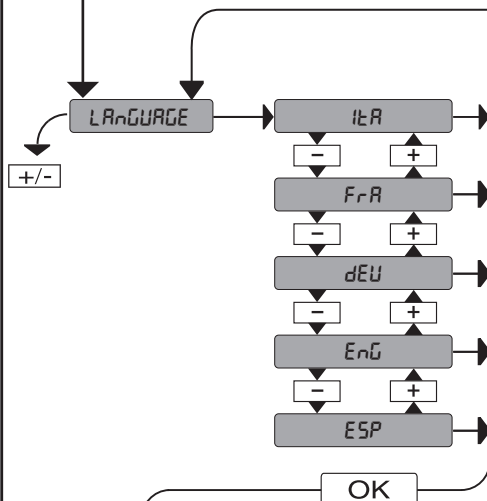 LAnGUAGE
ItA
+/-
- +
FrA
- +
dEU
- +
EnG
- +
ESP
OK